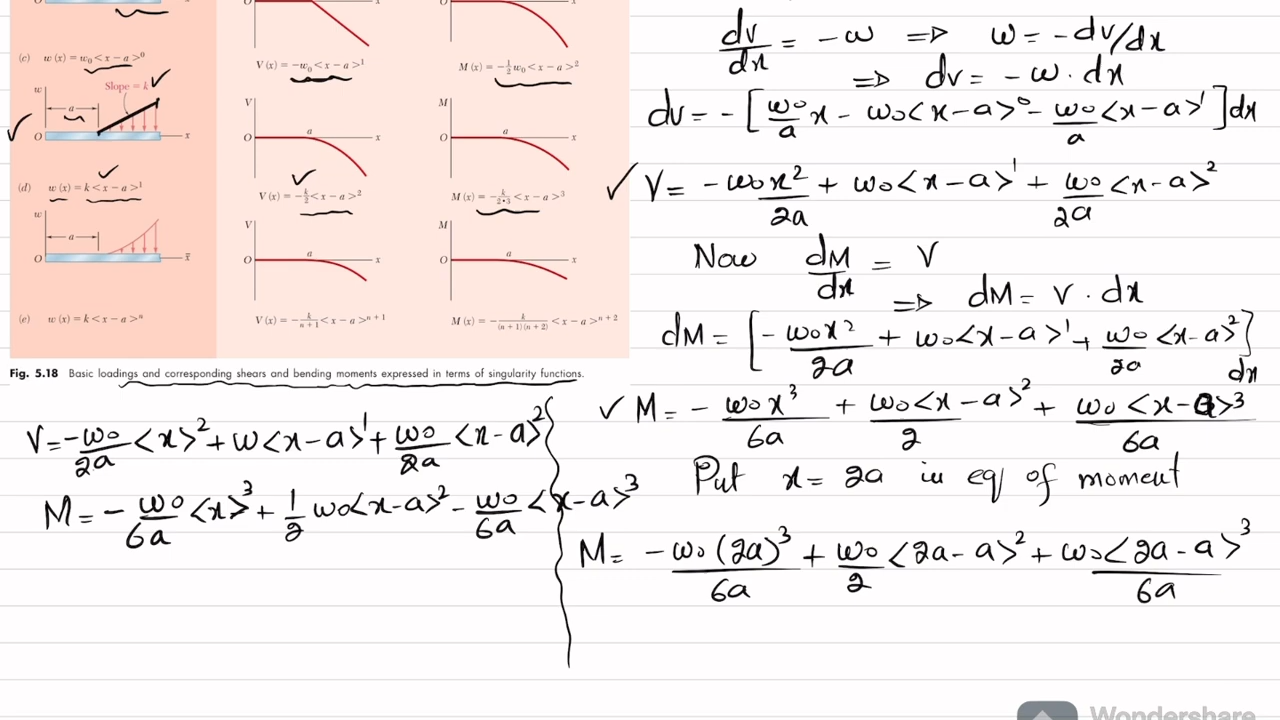 O x O x O x
(c) w (x) = w₀ < x − a >⁰
V (x) = −w₀ < x − a >¹
M (x) = −½ w₀ < x − a >²
w
Slope = k
a
O x
V
a
O x
M
a
O x
(d) w (x) = k < x − a >¹
V (x) = −k/2 < x − a >²
M (x) = −k/2·3 < x − a >³
w
a
O x
V
a
O x
M
a
O x
(e) w (x) = k < x − a >ⁿ
V (x) = −k/n + 1 < x − a >ⁿ⁺¹
M (x) = −k/(n + 1) (n + 2) < x − a >ⁿ⁺²
Fig. 5.18 Basic loadings and corresponding shears and bending moments expressed in terms of singularity functions.
V = −w₀/2a <x>² + w<x−a>¹ + w₀/2a <x−a>²
M = − w₀/6a <x>³ + 1/2 w₀<x−a>² − w₀/6a <x−a>³
dv/dx = −w ⇒ w = −dv/dx
⇒ dv = −w · dx
dv = −[w₀/a x − w₀<x−a>⁰ − w₀/a <x−a>¹]dx
✓ V = −w₀x²/2a + w₀<x−a>¹ + w₀/2a <x−a>²
Now dM/dx = V
⇒ dM = V · dx
dM = [−w₀x²/2a + w₀<x−a>¹ + w₀/2a <x−a>²] dx
✓ M = − w₀x³/6a + w₀<x−a>²/2 + w₀<x−a>³/6a
Put x = 2a in eq of moment
M = −w₀(2a)³/6a + w₀/2 <2a−a>² + w₀<2a−a>³/6a
Wondershare